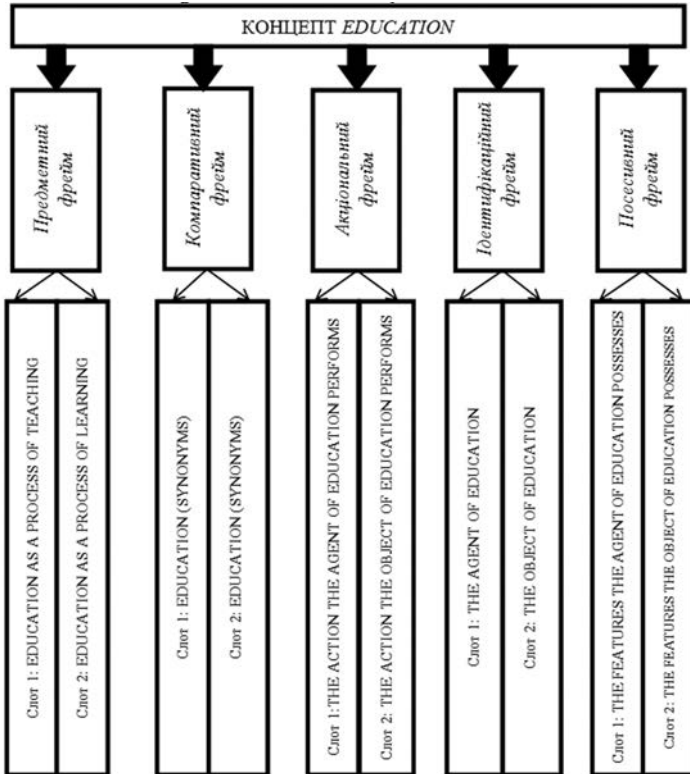 КОНЦЕПТ EDUCATION
Предметний
фрейм
Компаративний
фрейм
Акціональний
фрейм
Ідентифікаційний
фрейм
Посесивний
фрейм
Слот 1: EDUCATION AS A PROCESS OF TEACHING
Слот 2: EDUCATION AS A PROCESS OF LEARNING
Слот 1: EDUCATION (SYNONYMS)
Слот 2: EDUCATION (SYNONYMS)
Слот 1: THE ACTION THE AGENT OF EDUCATION PERFORMS
Слот 2: THE ACTION THE OBJECT OF EDUCATION PERFORMS
Слот 1: THE AGENT OF EDUCATION
Слот 2: THE OBJECT OF EDUCATION
Слот 1: THE FEATURES THE AGENT OF EDUCATION POSSESSES
Слот 2: THE FEATURES THE OBJECT OF EDUCATION POSSESSES